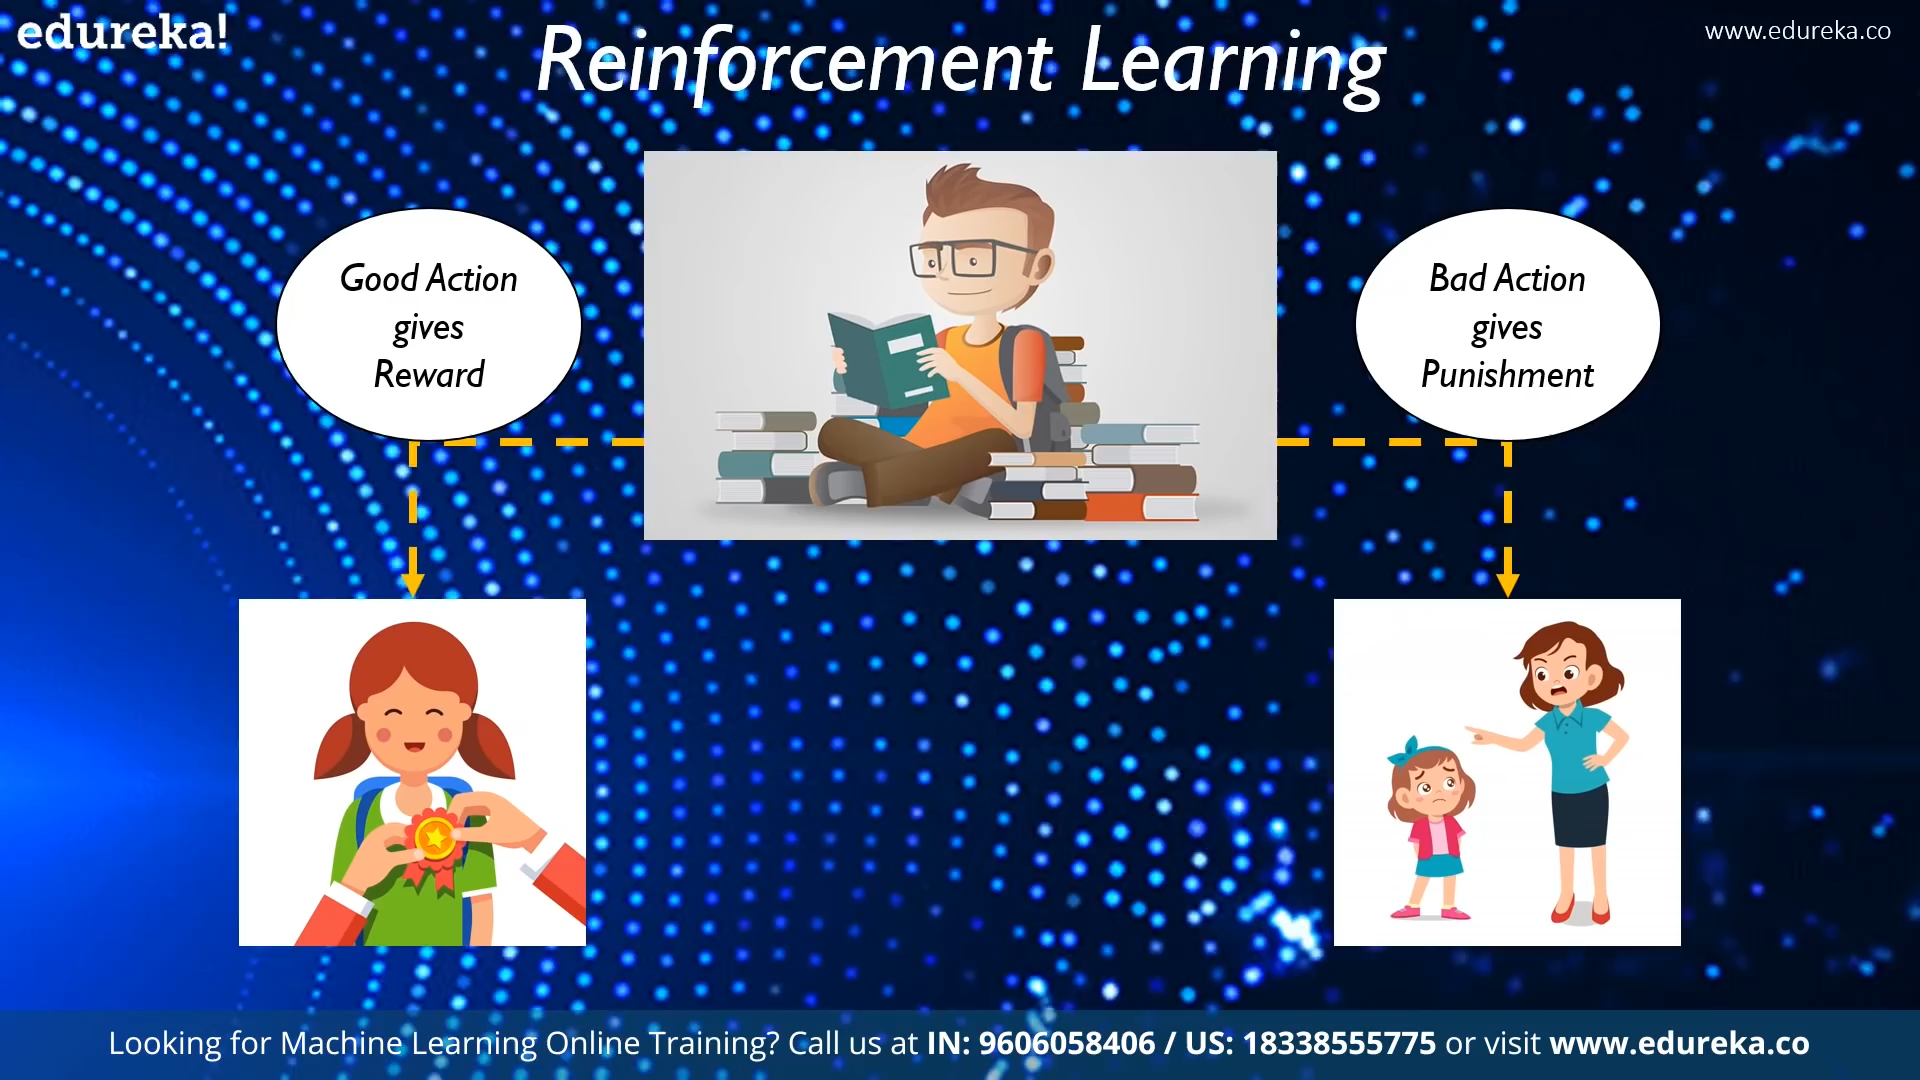 edureka!
Reinforcement Learning
www.edureka.co
Good Action
gives
Reward
Bad Action
gives
Punishment
Looking for Machine Learning Online Training? Call us at IN: 9606058406 / US: 18338555775 or visit www.edureka.co